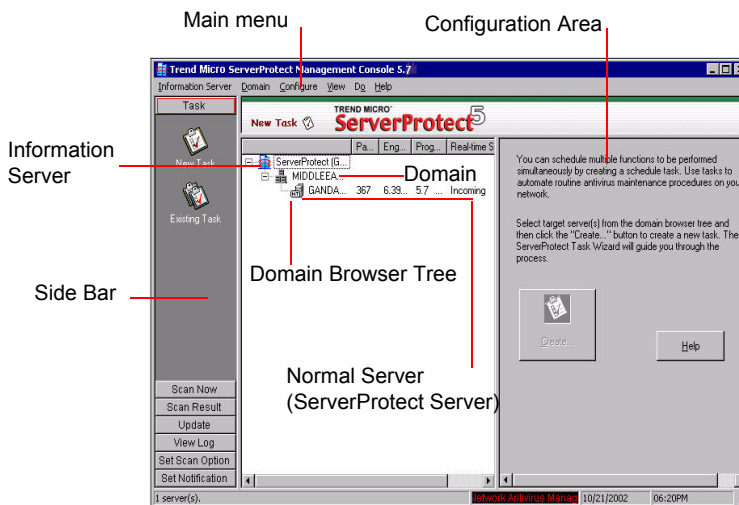 Main menu
Configuration Area
Trend Micro ServerProtect Management Console 5.7
Information Server Domain Configure View Do Help
Task
New Task
TREND MICRO
ServerProtect 5
Pa... Eng... Prog... Real-time S
Information
Server
New Task
ServerProtect (G...
MIDDLEEA...
Domain
GANDA... 367 6.39... 5.7 ... Incoming
Existing Task
You can schedule multiple functions to be performed
simultaneously by creating a schedule task. Use tasks to
automate routine antivirus maintenance procedures on you
network.
Select target server(s) from the domain browser tree and
then click the "Create..." button to create a new task. The
ServerProtect Task Wizard will guide you through the
process.
Domain Browser Tree
Side Bar
Create...
Help
Normal Server
(ServerProtect Server)
Scan Now
Scan Result
Update
View Log
Set Scan Option
Set Notification
1 server(s).
Network Antivirus Manag
10/21/2002
06:20PM